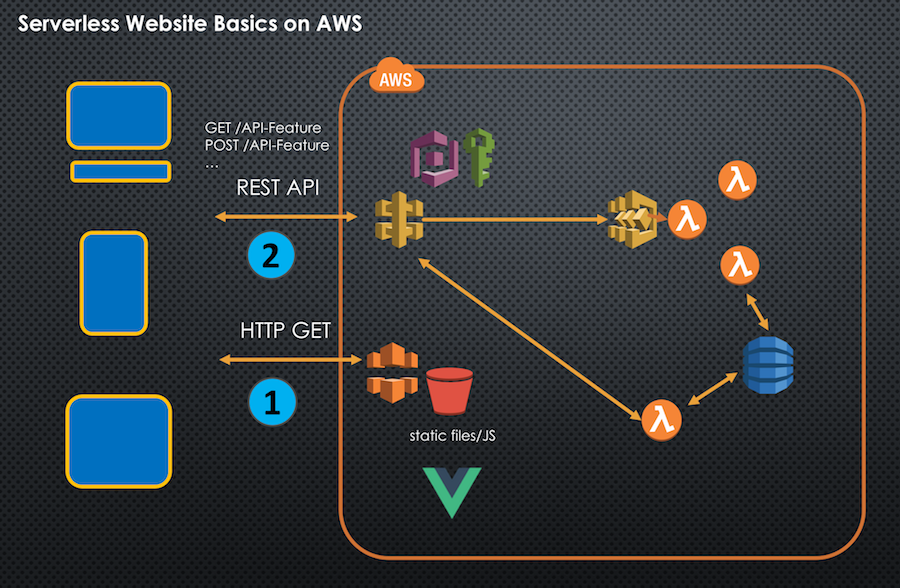 Serverless Website Basics on AWS
AWS
GET /API-Feature
POST /API-Feature
...
REST API
2
HTTP GET
1
static files/JS
λ
λ
λ
λ